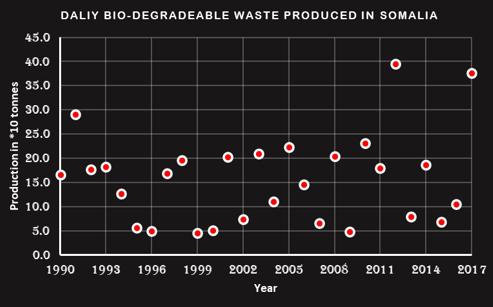 DALIY BIO-DEGRADEABLE WASTE PRODUCED IN SOMALIA
45.0
40.0
35.0
30.0
25.0
20.0
15.0
10.0
5.0
0.0
Production in *10 tonnes
1990 1993 1996 1999 2002 2005 2008 2011 2014 2017
Year